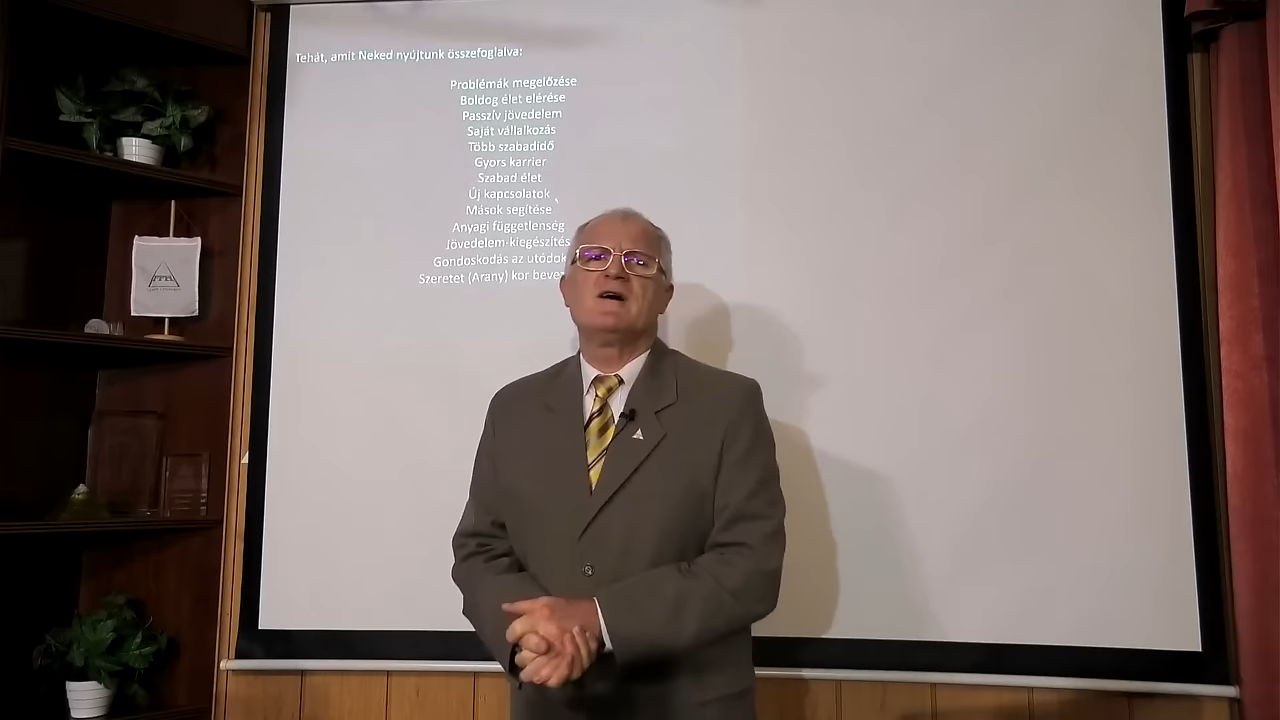 Tehát, amit Neked nyújtunk összefoglalva:
Problémák megelőzése
Boldog élet elérése
Passzív jövedelem
Saját vállalkozás
Több szabadidő
Gyors karrier
Szabad élet
Új kapcsolatok
Mások segítése
Anyagi függetlenség
Jövedelem-kiegészítés
Gondoskodás az utódok
Szeretet (Arany) kor